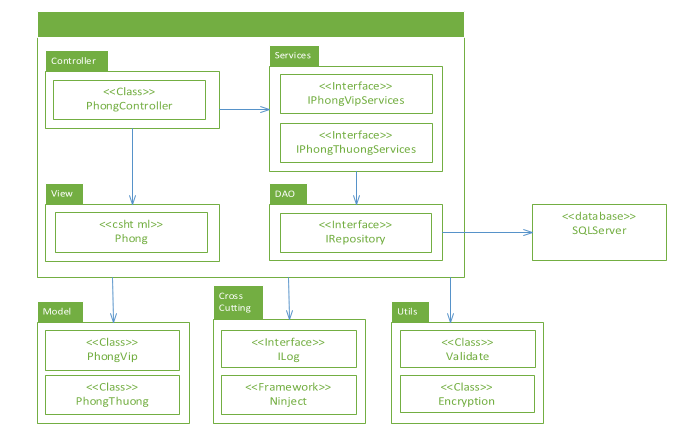 Controller
<<Class>>
PhongController
Services
<<Interface>>
IPhongVipServices
<<Interface>>
IPhongThuongServices
View
<<csht ml>>
Phong
DAO
<<Interface>>
IRepository
<<database>>
SQLServer
Model
<<Class>>
PhongVip
<<Class>>
PhongThuong
Cross
Cutting
<<Interface>>
ILog
<<Framework>>
Ninject
Utils
<<Class>>
Validate
<<Class>>
Encryption